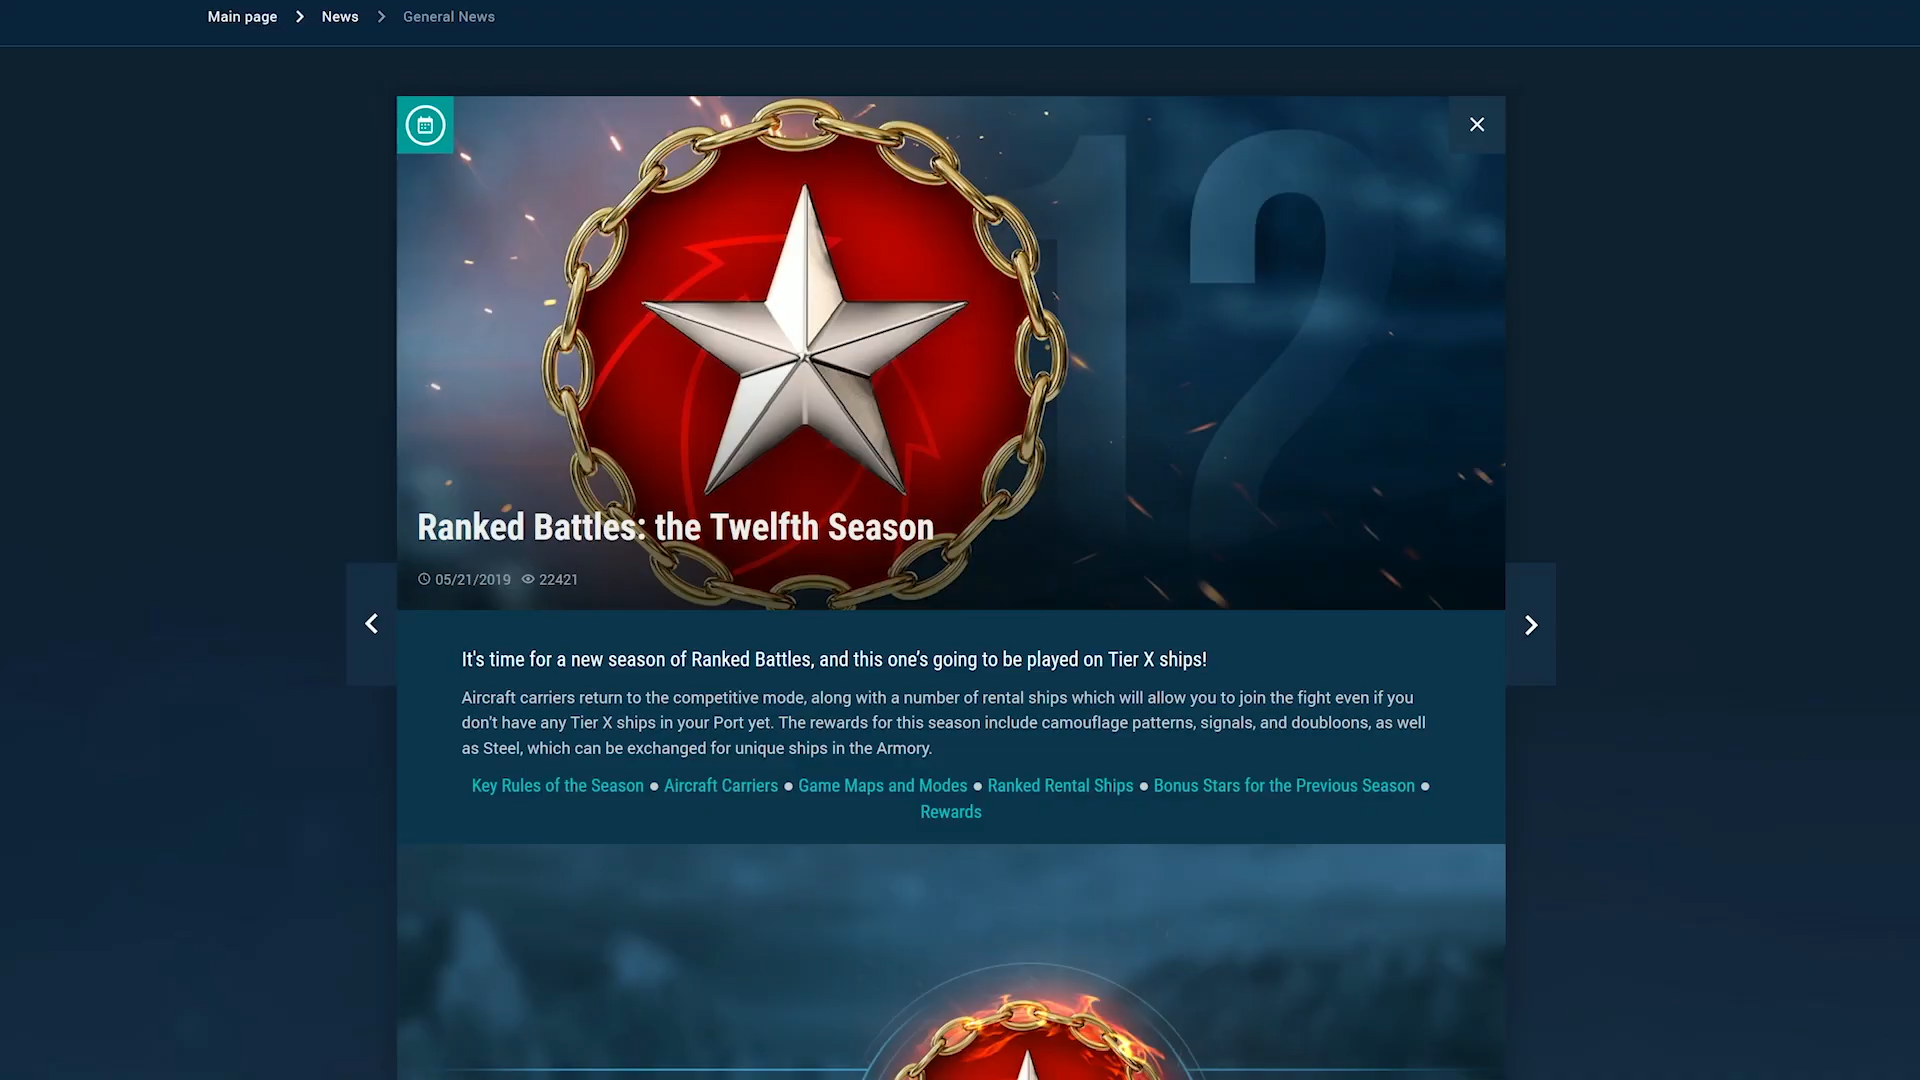 Main page News General News
12
Ranked Battles: the Twelfth Season
05/21/2019 22421
It's time for a new season of Ranked Battles, and this one’s going to be played on Tier X ships!
Aircraft carriers return to the competitive mode, along with a number of rental ships which will allow you to join the fight even if you
don't have any Tier X ships in your Port yet. The rewards for this season include camouflage patterns, signals, and doubloons, as well
as Steel, which can be exchanged for unique ships in the Armory.
Key Rules of the Season ● Aircraft Carriers ● Game Maps and Modes ● Ranked Rental Ships ● Bonus Stars for the Previous Season ●
Rewards